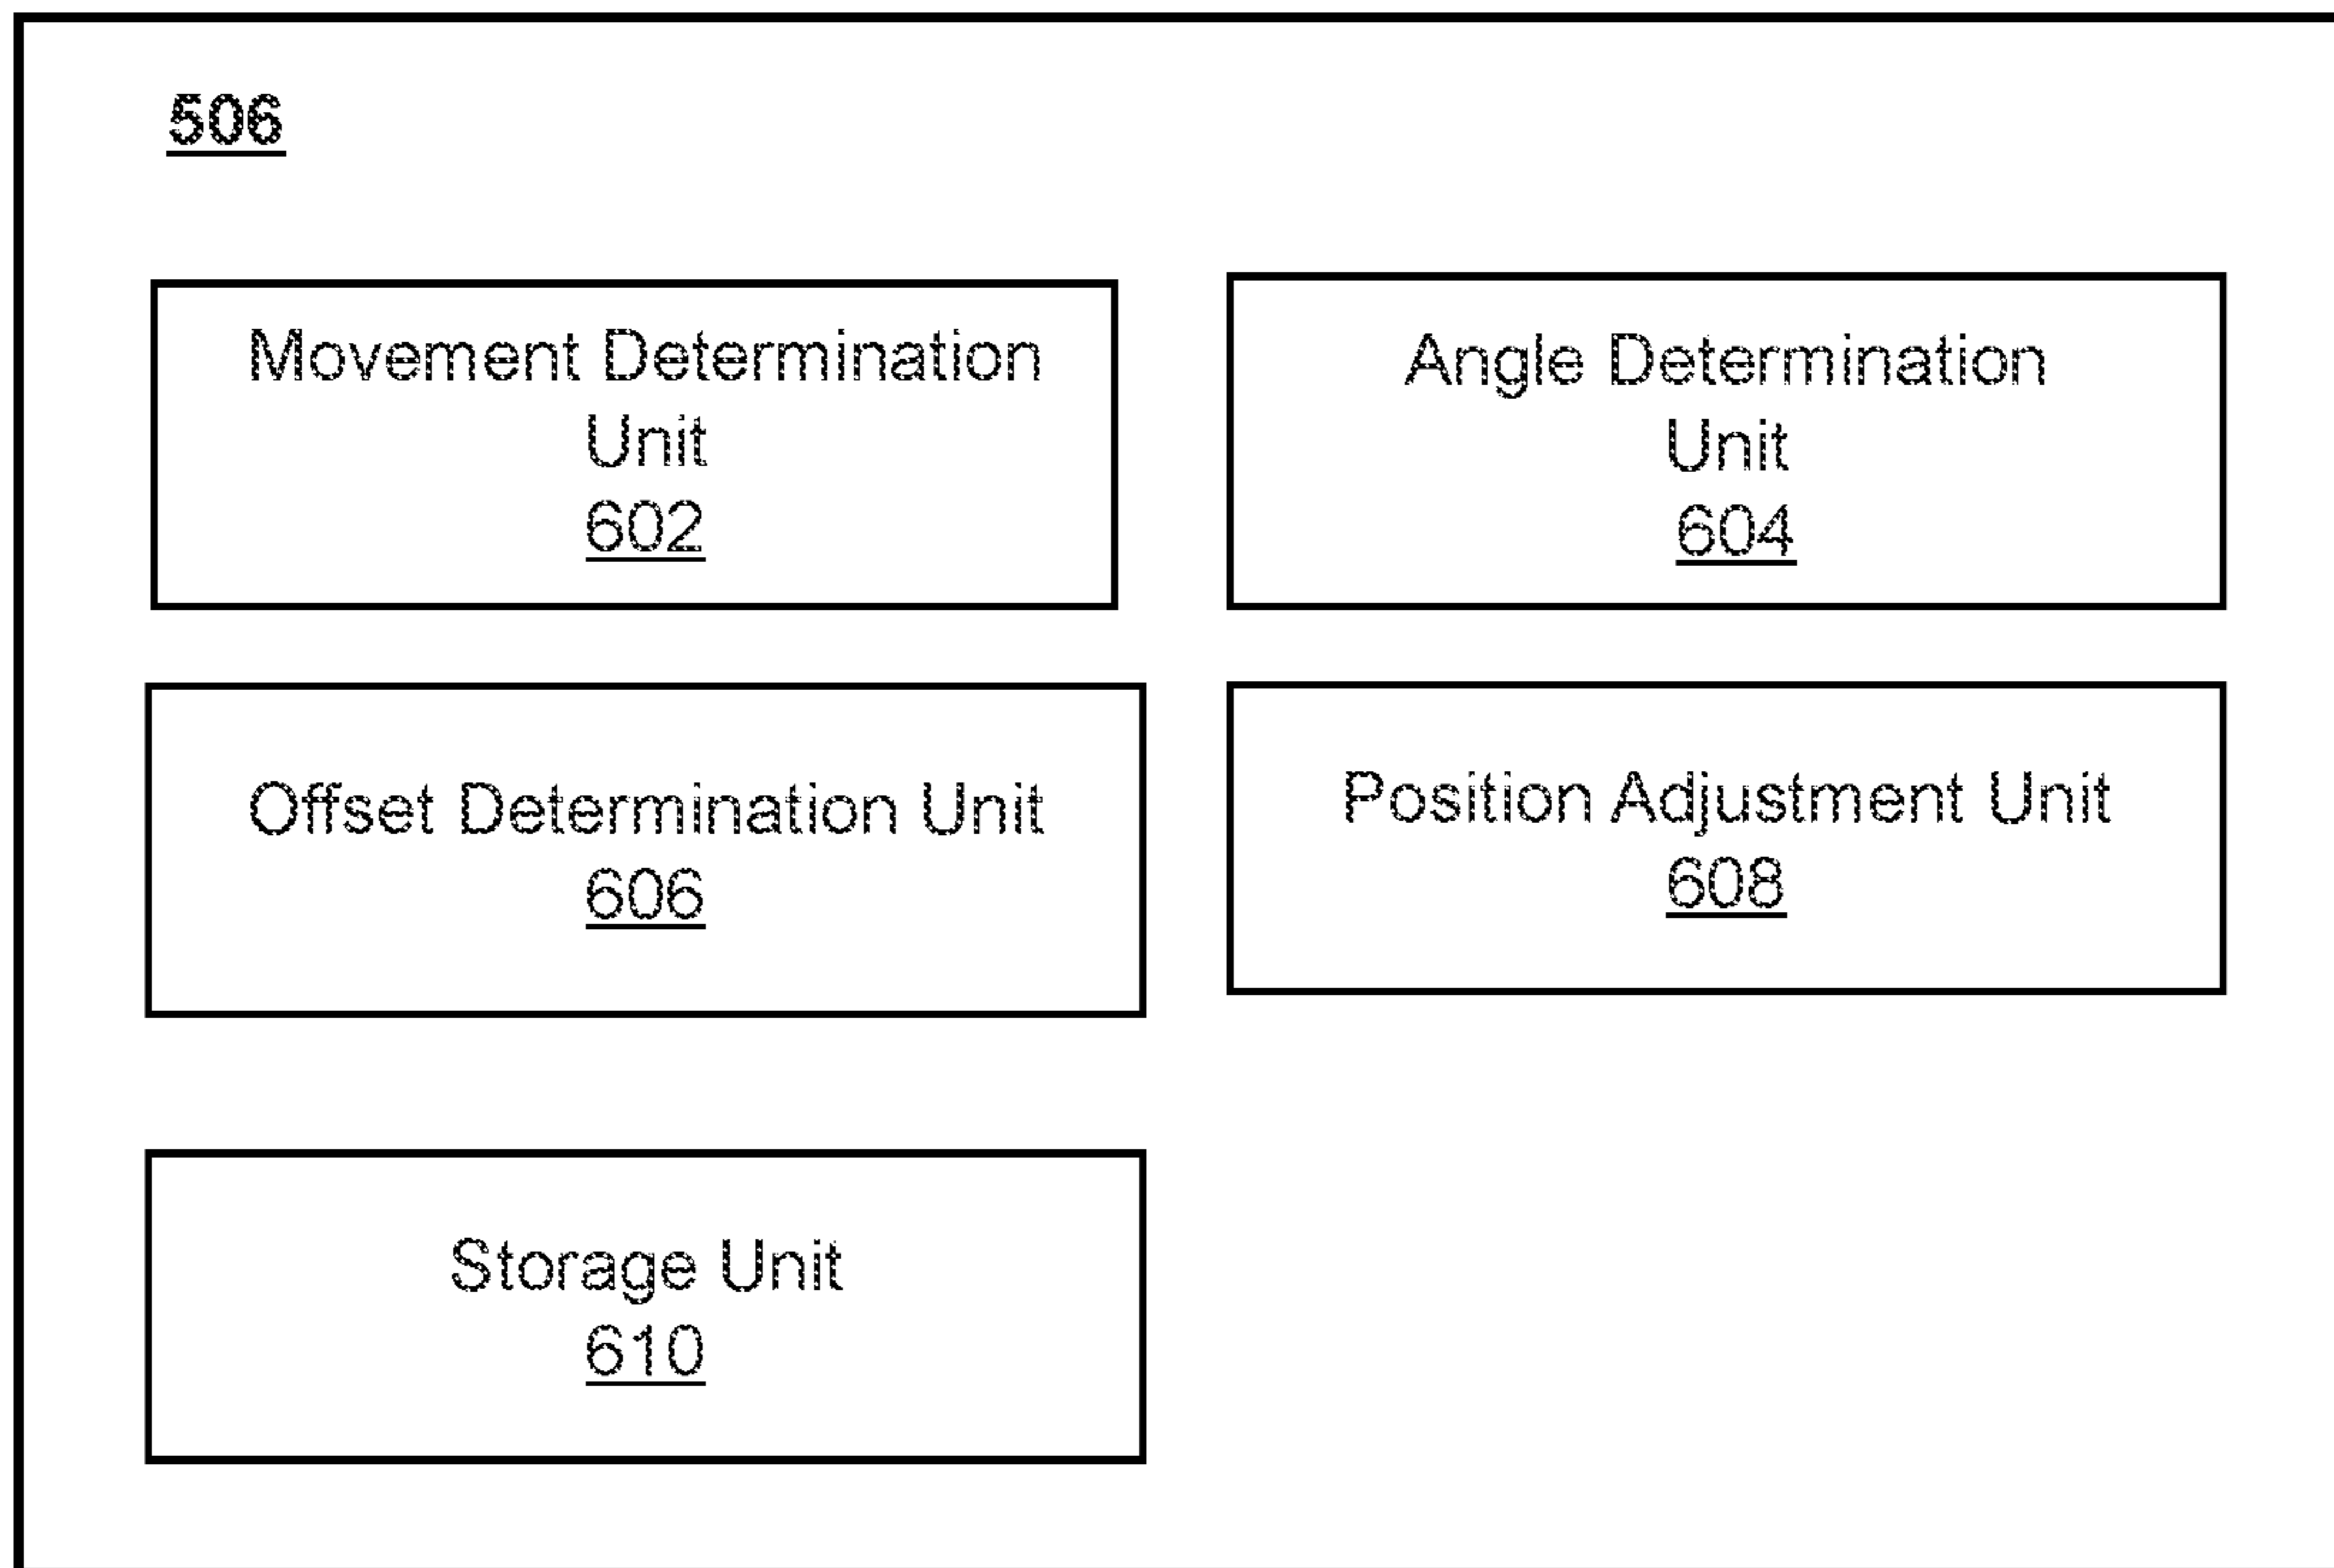 506
Movement Determination
Unit
602
Angle Determination
Unit
604
Offset Determination Unit
606
Position Adjustment Unit
608
Storage Unit
610